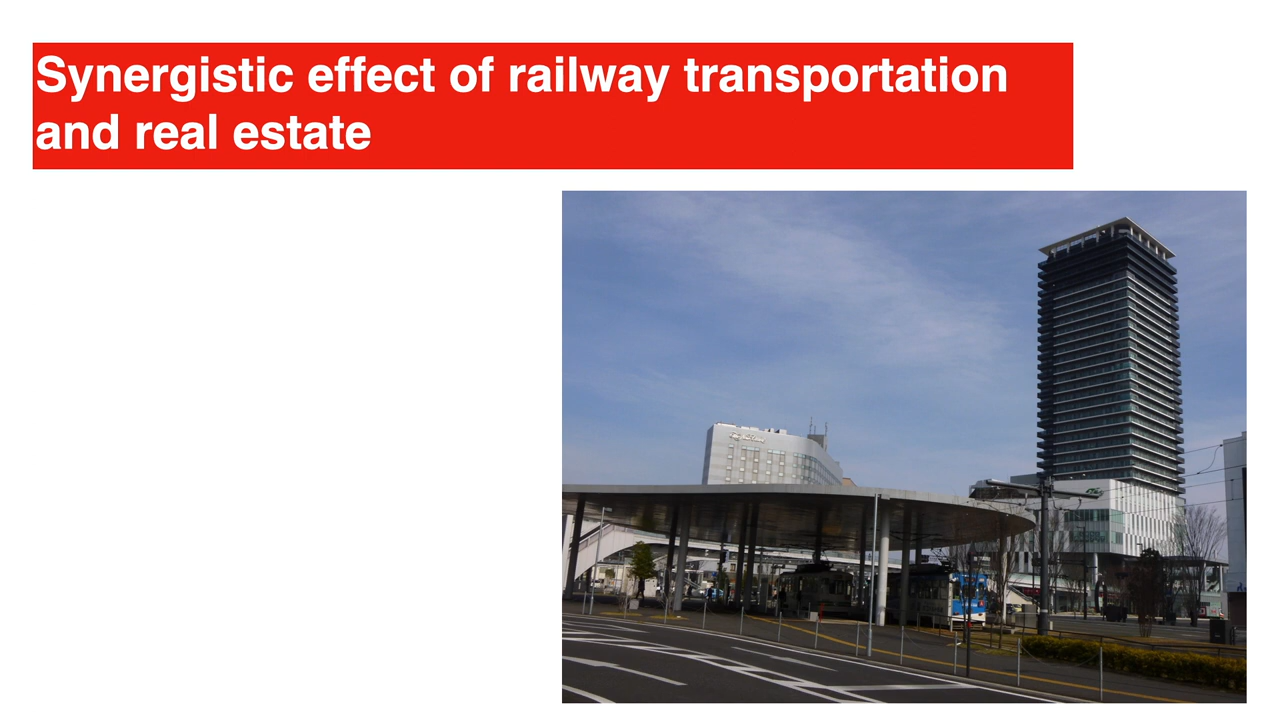 Synergistic effect of railway transportation
and real estate